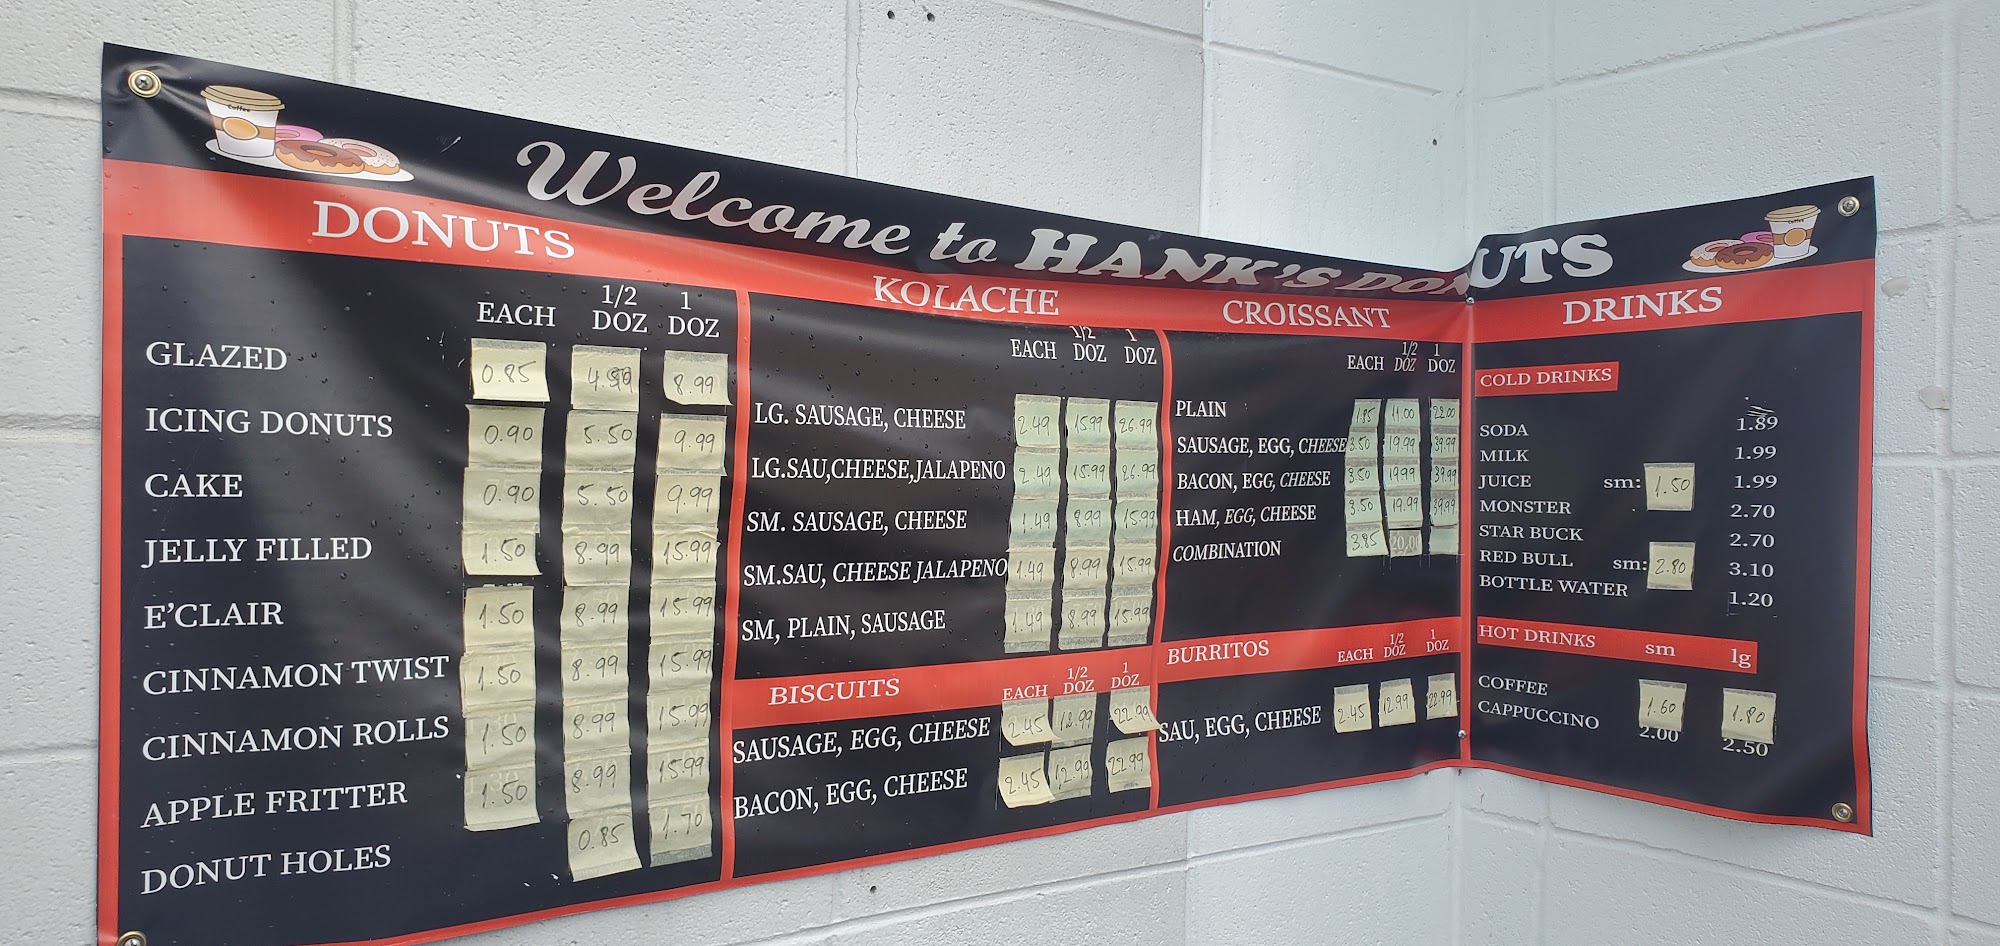 Coffee
Coffee
Welcome to HANK'S DONUTS
DONUTS
EACH 1/2 DOZ 1 DOZ
GLAZED 0.85 4.50 8.99
ICING DONUTS 0.90 5.50 9.99
CAKE 0.90 5.50 9.99
JELLY FILLED 1.50 8.99 15.99
E'CLAIR 1.50 8.99 15.99
CINNAMON TWIST 1.50 8.99 15.99
CINNAMON ROLLS 1.50 8.99 15.99
APPLE FRITTER 1.50 8.99 15.99
DONUT HOLES 0.85 1.70
KOLACHE
EACH 1/2 DOZ 1 DOZ
LG. SAUSAGE, CHEESE 2.49 15.99 26.99
LG.SAU,CHEESE,JALAPENO 2.49 15.99 26.99
SM. SAUSAGE, CHEESE 1.49 8.99 15.99
SM.SAU, CHEESE JALAPENO 1.49 8.99 15.99
SM, PLAIN, SAUSAGE 1.49 8.99 15.99
BISCUITS EACH 1/2 DOZ 1 DOZ
SAUSAGE, EGG, CHEESE 2.45 12.99 22.99
BACON, EGG, CHEESE 2.45 12.99 22.99
CROISSANT
EACH 1/2 DOZ 1 DOZ
PLAIN 1.85 11.00 22.00
SAUSAGE, EGG, CHEESE 3.50 19.99 39.99
BACON, EGG, CHEESE 3.50 19.99 39.99
HAM, EGG, CHEESE 3.50 19.99 39.99
COMBINATION 3.85 20.00
BURRITOS EACH 1/2 DOZ 1 DOZ
SAU, EGG, CHEESE 2.45 12.99 22.99
DRINKS
COLD DRINKS
SODA 1.89
MILK 1.99
JUICE sm: 1.50 1.99
MONSTER 2.70
STAR BUCK 2.70
RED BULL sm: 2.80 3.10
BOTTLE WATER 1.20
HOT DRINKS sm lg
COFFEE 1.60 1.80
CAPPUCCINO 2.00 2.50